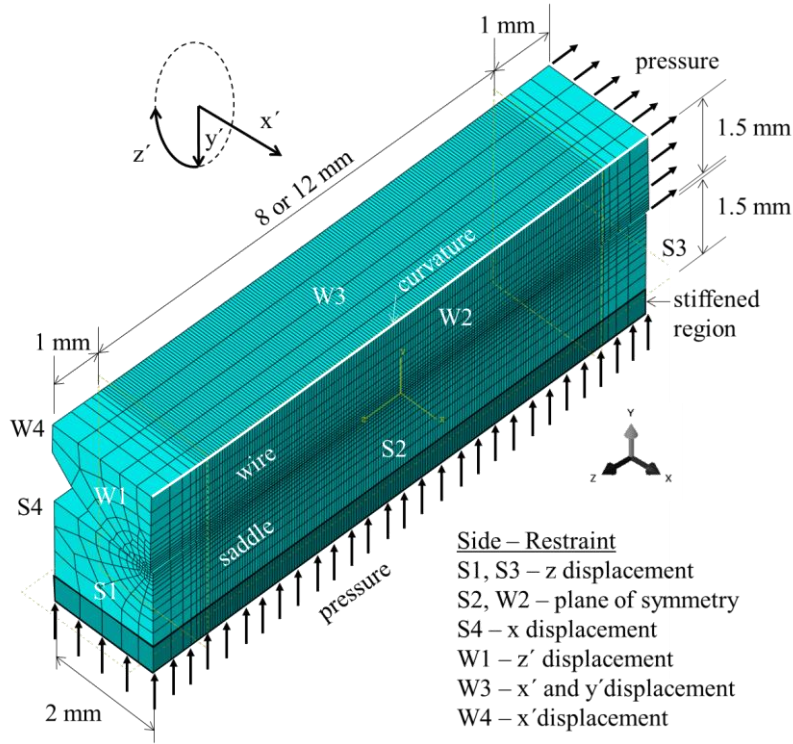 1 mm
pressure
x´
y´
z´
1.5 mm
8 or 12 mm
1.5 mm
S3
curvature
W3
W2
stiffened
region
1 mm
Y
W4
S2
wire
Z
X
S4
W1
saddle
S1
pressure
2 mm
Side – Restraint
S1, S3 – z displacement
S2, W2 – plane of symmetry
S4 – x displacement
W1 – z´ displacement
W3 – x´ and y´displacement
W4 – x´displacement